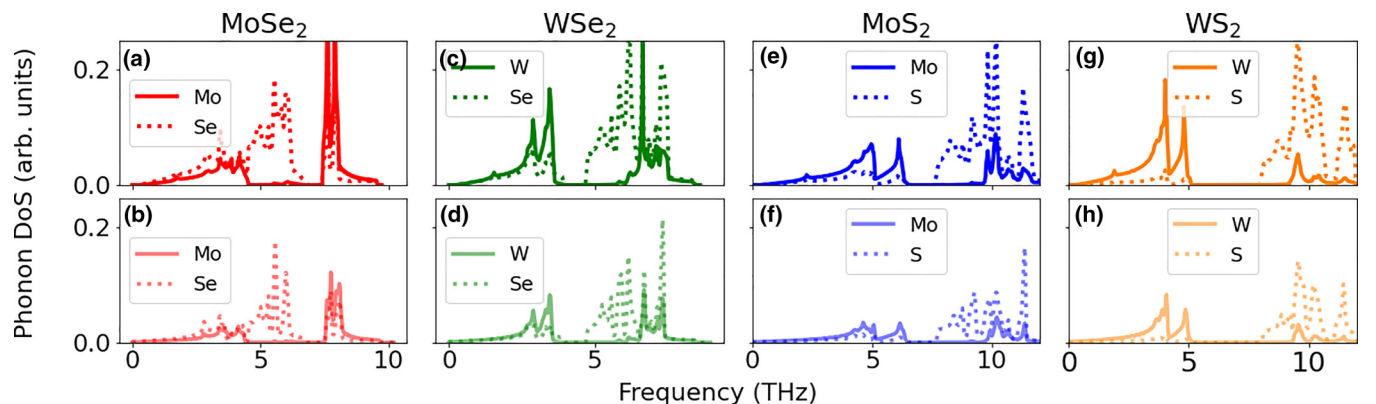 MoSe2
WSe2
MoS2
WS2
Phonon DoS (arb. units)
0.2
0.0
(a)
Mo
Se
(c)
W
Se
(e)
Mo
S
(g)
W
S
0.2
0.0
(b)
Mo
Se
(d)
W
Se
(f)
Mo
S
(h)
W
S
0 5 10
0 5
0 5 10
0 5 10
Frequency (THz)